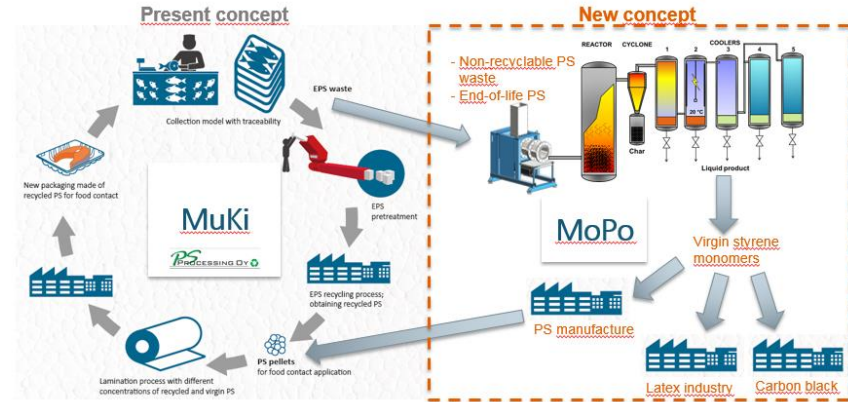 Present concept
New concept
EPS waste
Collection model with traceability
New packaging made of
recycled PS for food contact
MuKi
PS
PROCESSING OY
EPS
pretreatment
EPS recycling process;
obtaining recycled PS
PS pellets
for food contact application
Lamination process with different
concentrations of recycled and virgin PS
- Non-recyclable PS
waste
- End-of-life PS
REACTOR
CYCLONE
COOLERS
1
2
3
4
5
20 °C
Char
Liquid product
MoPo
Virgin styrene
monomers
PS manufacture
Latex industry
Carbon black